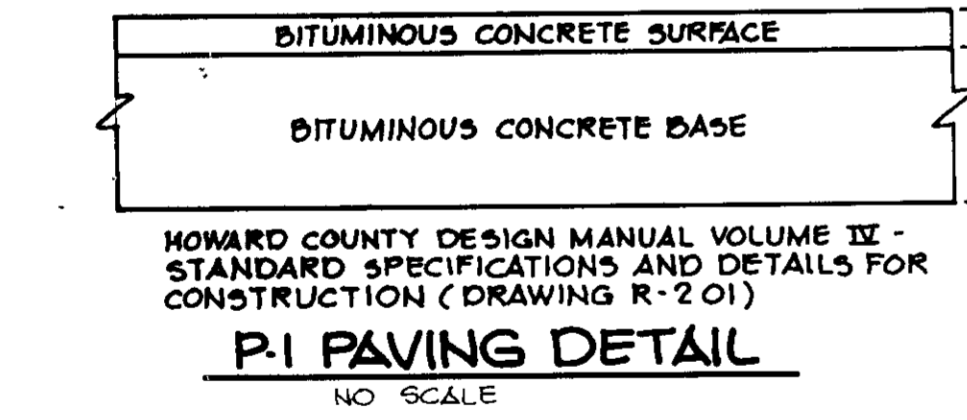 BITUMINOUS CONCRETE SURFACE
BITUMINOUS CONCRETE BASE
HOWARD COUNTY DESIGN MANUAL VOLUME IV -
STANDARD SPECIFICATIONS AND DETAILS FOR
CONSTRUCTION (DRAWING R-201)
P-1 PAVING DETAIL
NO SCALE